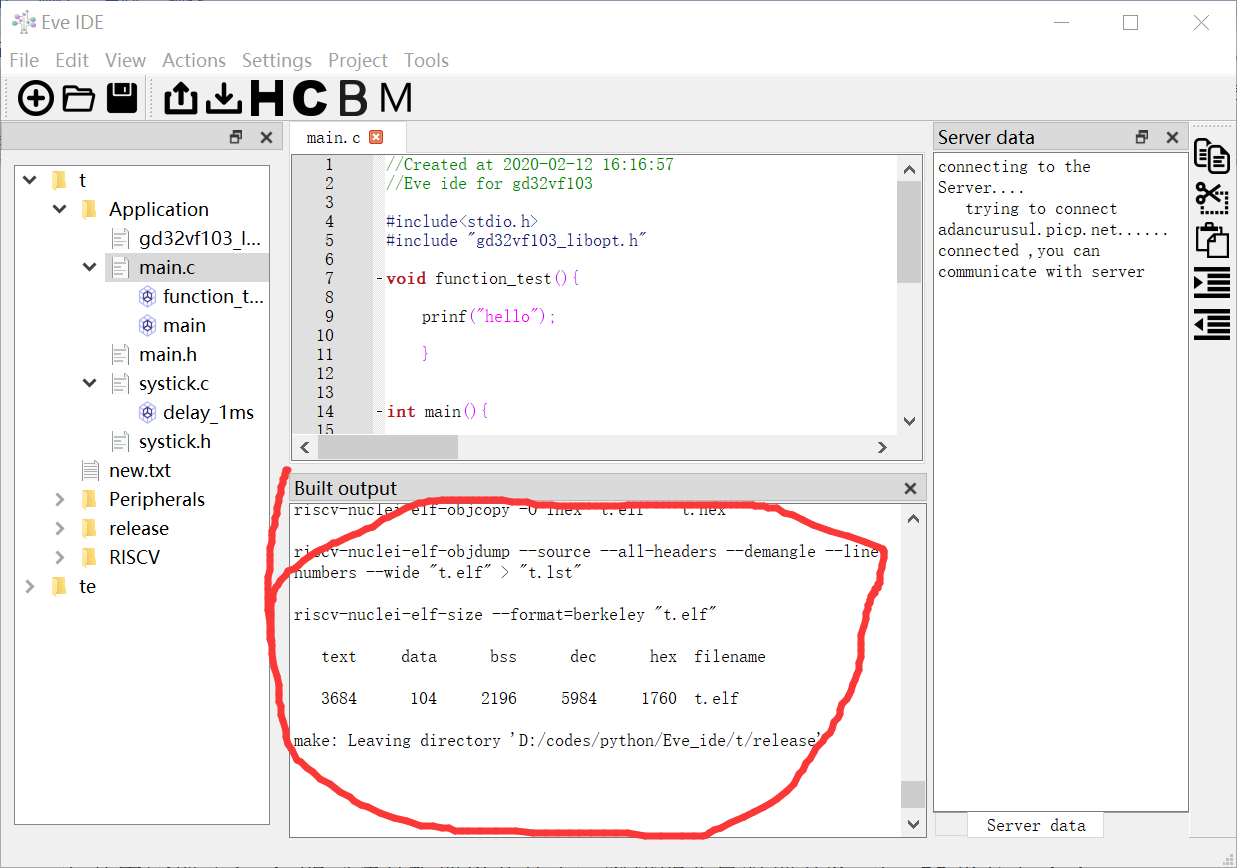 Eve IDE
File Edit View Actions Settings Project Tools
H C B M
t
Application
gd32vf103_l...
main.c
function_t...
main
main.h
systick.c
delay_1ms
systick.h
new.txt
Peripherals
release
RISCV
te
main.c
1 //Created at 2020-02-12 16:16:57
2 //Eve ide for gd32vf103
3
4 #include<stdio.h>
5 #include "gd32vf103_libopt.h"
6
7 -void function_test(){
8
9 prinf("hello");
10
11 }
12
13
14 -int main(){
15
Built output
riscv-nuclei-elf-objcopy -O ihex "t.elf" "t.hex"
riscv-nuclei-elf-objdump --source --all-headers --demangle --line
numbers --wide "t.elf" > "t.lst"
riscv-nuclei-elf-size --format=berkeley "t.elf"
text data bss dec hex filename
3684 104 2196 5984 1760 t.elf
make: Leaving directory 'D:/codes/python/Eve_ide/t/release'
Server data
connecting to the
Server....
trying to connect
adancurusul.picp.net......
connected ,you can
communicate with server
Server data